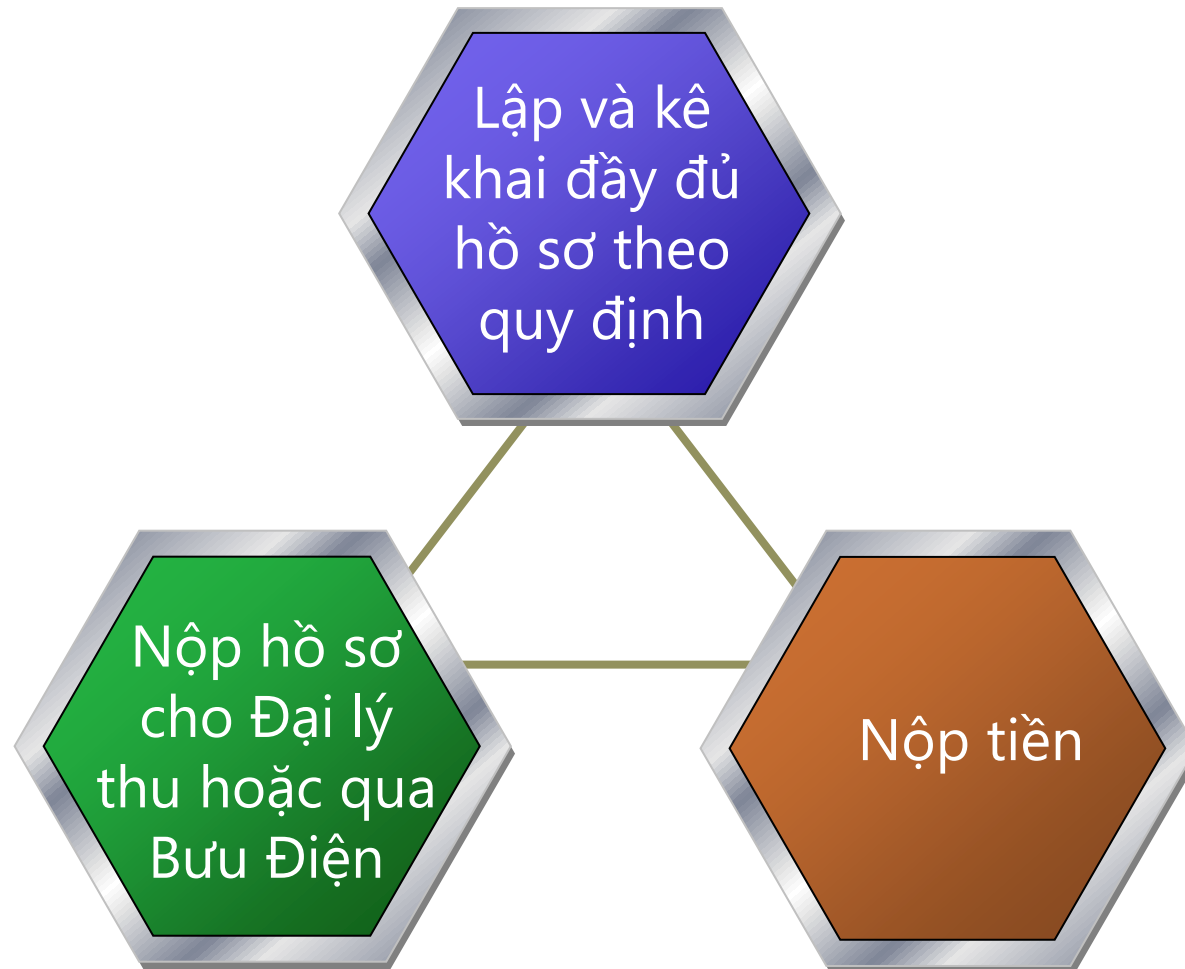 Lập và kê
khai đầy đủ
hồ sơ theo
quy định
Nộp hồ sơ
cho Đại lý
thu hoặc qua
Bưu Điện
Nộp tiền